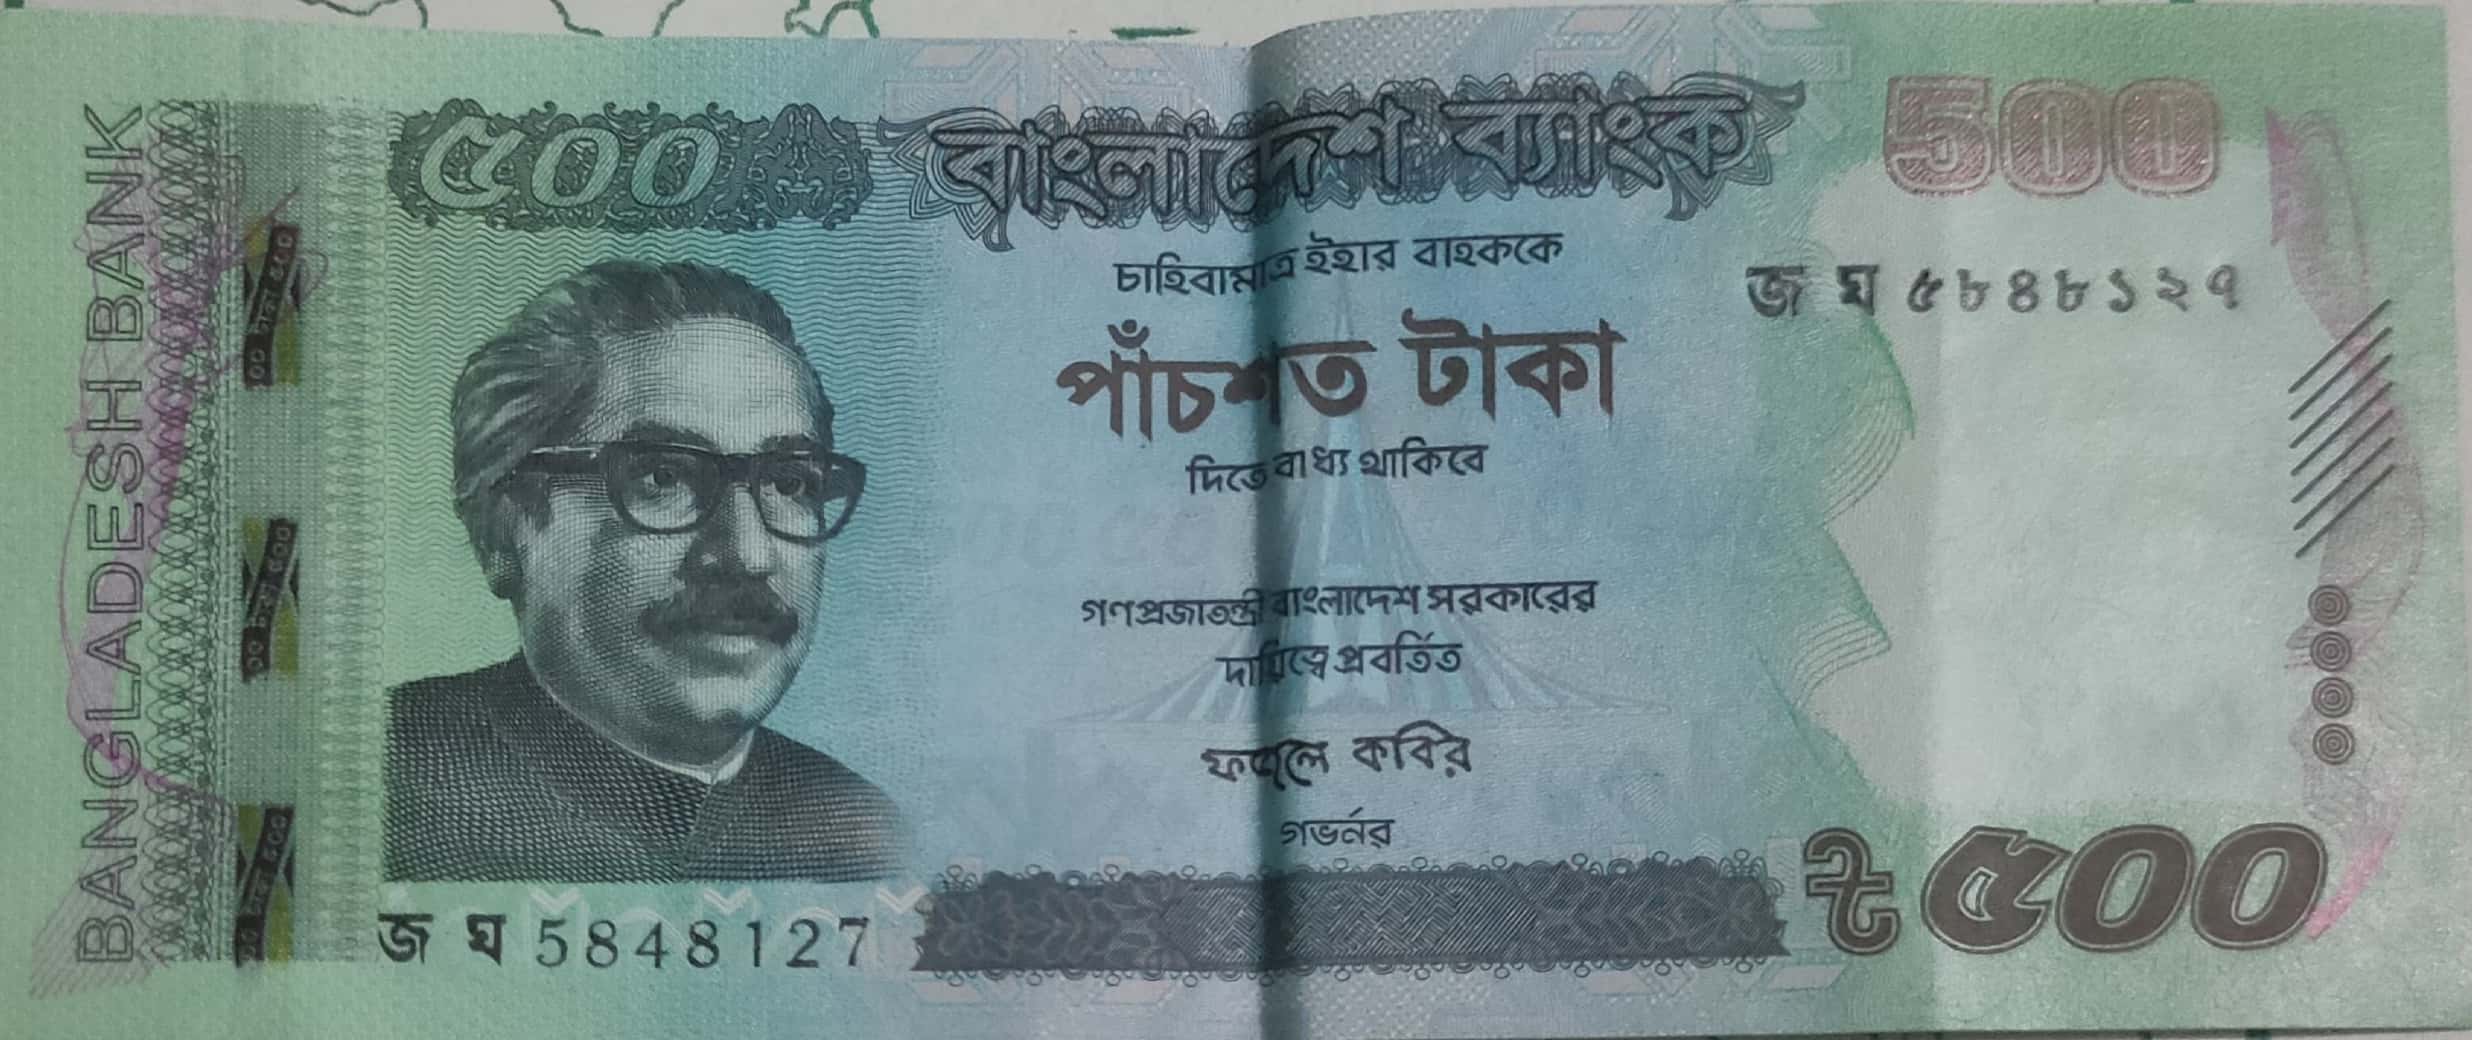 BANGLADESH BANK
৫০০
বাংলাদেশ ব্যাংক
500
চাহিবামাত্র ইহার বাহককে
জ ঘ ৫৮৪৮১২৭
পাঁচশত টাকা
দিতে বাধ্য থাকিবে
গণপ্রজাতন্ত্রী বাংলাদেশ সরকারের
দায়িত্বে প্রবর্তিত
ফজলে কবির
গভর্নর
৳৫০০
জ ঘ 5848127